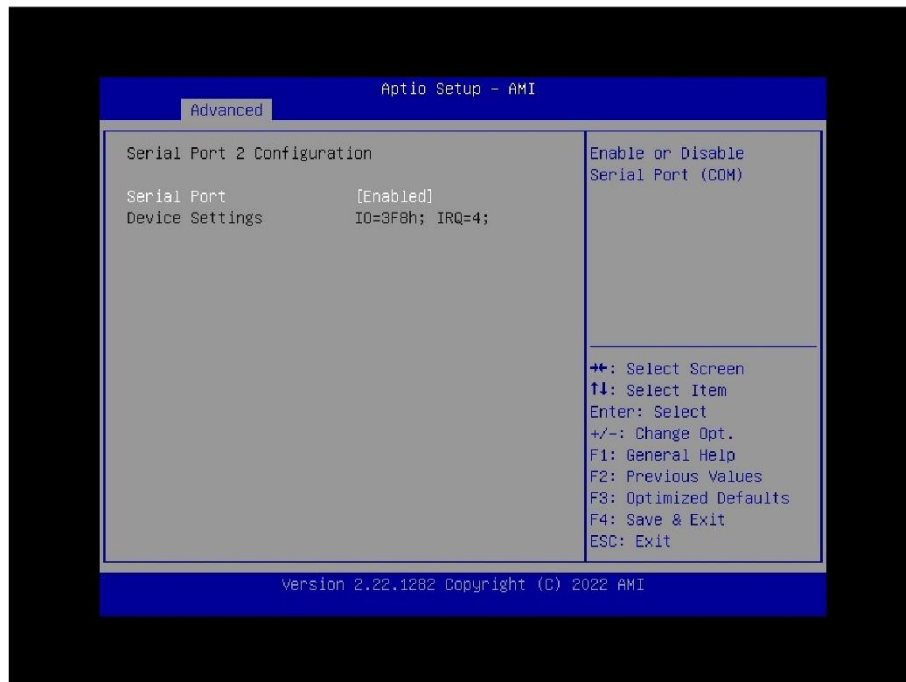 Aptio Setup – AMI
Advanced
Serial Port 2 Configuration
Serial Port [Enabled]
Device Settings IO=3F8h; IRQ=4;
Enable or Disable
Serial Port (COM)
→←: Select Screen
↑↓: Select Item
Enter: Select
+/-: Change Opt.
F1: General Help
F2: Previous Values
F3: Optimized Defaults
F4: Save & Exit
ESC: Exit
Version 2.22.1282 Copyright (C) 2022 AMI